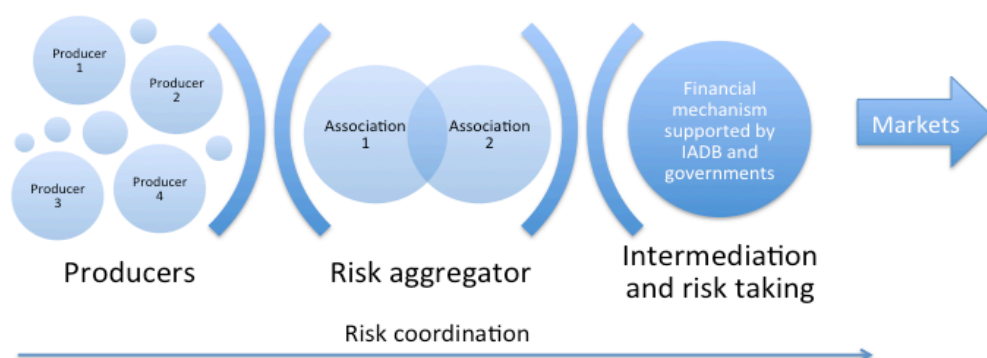 Producer
1
Producer
2
Producer
3
Producer
4
Association
1
Association
2
Financial
mechanism
supported by
IADB and
governments
Markets
Producers
Risk aggregator
Intermediation
and risk taking
Risk coordination